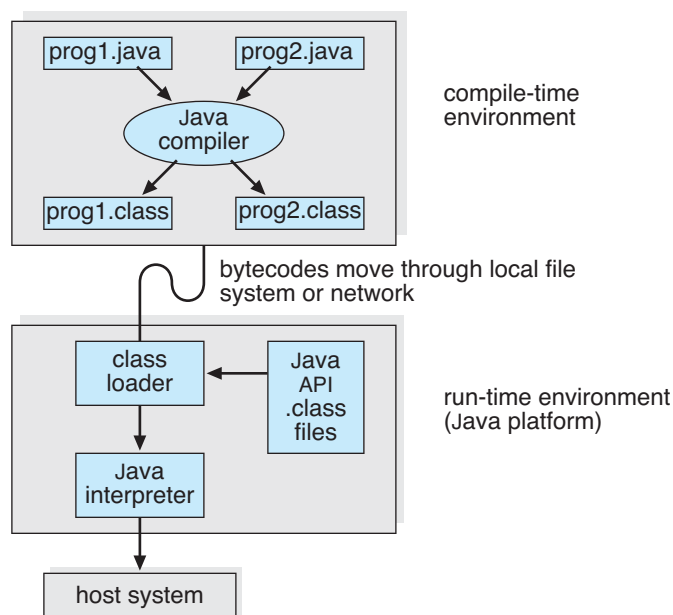 prog1.java
prog2.java
Java
compiler
prog1.class
prog2.class
compile-time
environment
bytecodes move through local file
system or network
class
loader
Java
API
.class
files
run-time environment
(Java platform)
Java
interpreter
host system